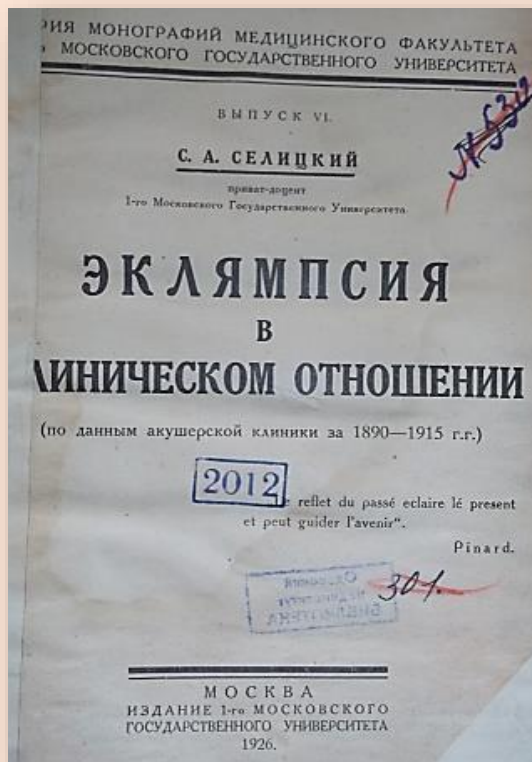 РИЯ МОНОГРАФИЙ МЕДИЦИНСКОГО ФАКУЛЬТЕТА
МОСКОВСКОГО ГОСУДАРСТВЕННОГО УНИВЕРСИТЕТА
ВЫПУСК VI.
С. А. СЕЛИЦКИЙ
приват-доцент
1-го Московского Государственного Университета
ЭКЛЯМПСИЯ
В
ЛИНИЧЕСКОМ ОТНОШЕНИИ
(по данным акушерской клиники за 1890—1915 г.г.)
2012
reflet du passé eclaire lé present
et peut guider l'avenir“.
Pinard.
301.
БИБЛИОТЕКА
МОСКВА
ИЗДАНИЕ 1-го МОСКОВСКОГО
ГОСУДАРСТВЕННОГО УНИВЕРСИТЕТА
1926.